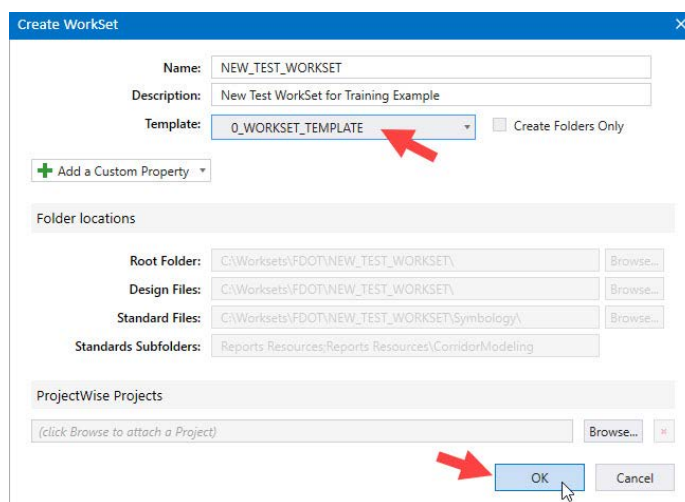 Create WorkSet
Name: NEW_TEST_WORKSET
Description: New Test WorkSet for Training Example
Template: 0_WORKSET_TEMPLATE Create Folders Only
Add a Custom Property
Folder locations
Root Folder: C:\Worksets\FDOT\NEW_TEST_WORKSET\ Browse...
Design Files: C:\Worksets\FDOT\NEW_TEST_WORKSET\ Browse...
Standard Files: C:\Worksets\FDOT\NEW_TEST_WORKSET\Symbology\ Browse...
Standards Subfolders: Reports Resources;Reports Resources\CorridorModeling
ProjectWise Projects
(click Browse to attach a Project) Browse...
OK Cancel